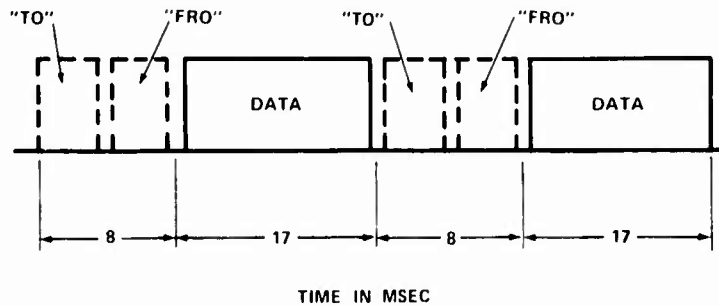 "TO" "FRO" "TO" "FRO"
DATA DATA
8 17 8 17
TIME IN MSEC